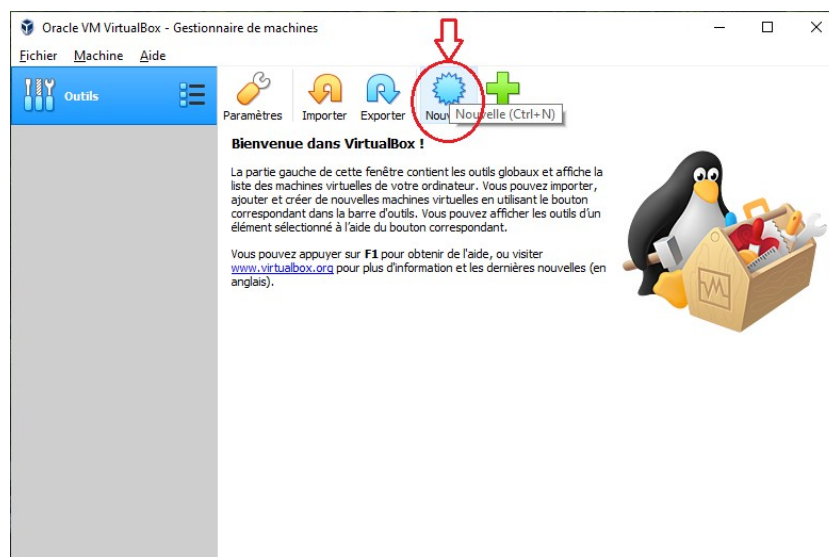 Oracle VM VirtualBox - Gestionnaire de machines
Fichier Machine Aide
Outils
Paramètres Importer Exporter Nouv
Nouvelle (Ctrl+N)
Bienvenue dans VirtualBox !
La partie gauche de cette fenêtre contient les outils globaux et affiche la
liste des machines virtuelles de votre ordinateur. Vous pouvez importer,
ajouter et créer de nouvelles machines virtuelles en utilisant le bouton
correspondant dans la barre d'outils. Vous pouvez afficher les outils d'un
élément sélectionné à l'aide du bouton correspondant.
Vous pouvez appuyer sur F1 pour obtenir de l'aide, ou visiter
www.virtualbox.org pour plus d'information et les dernières nouvelles (en
anglais).